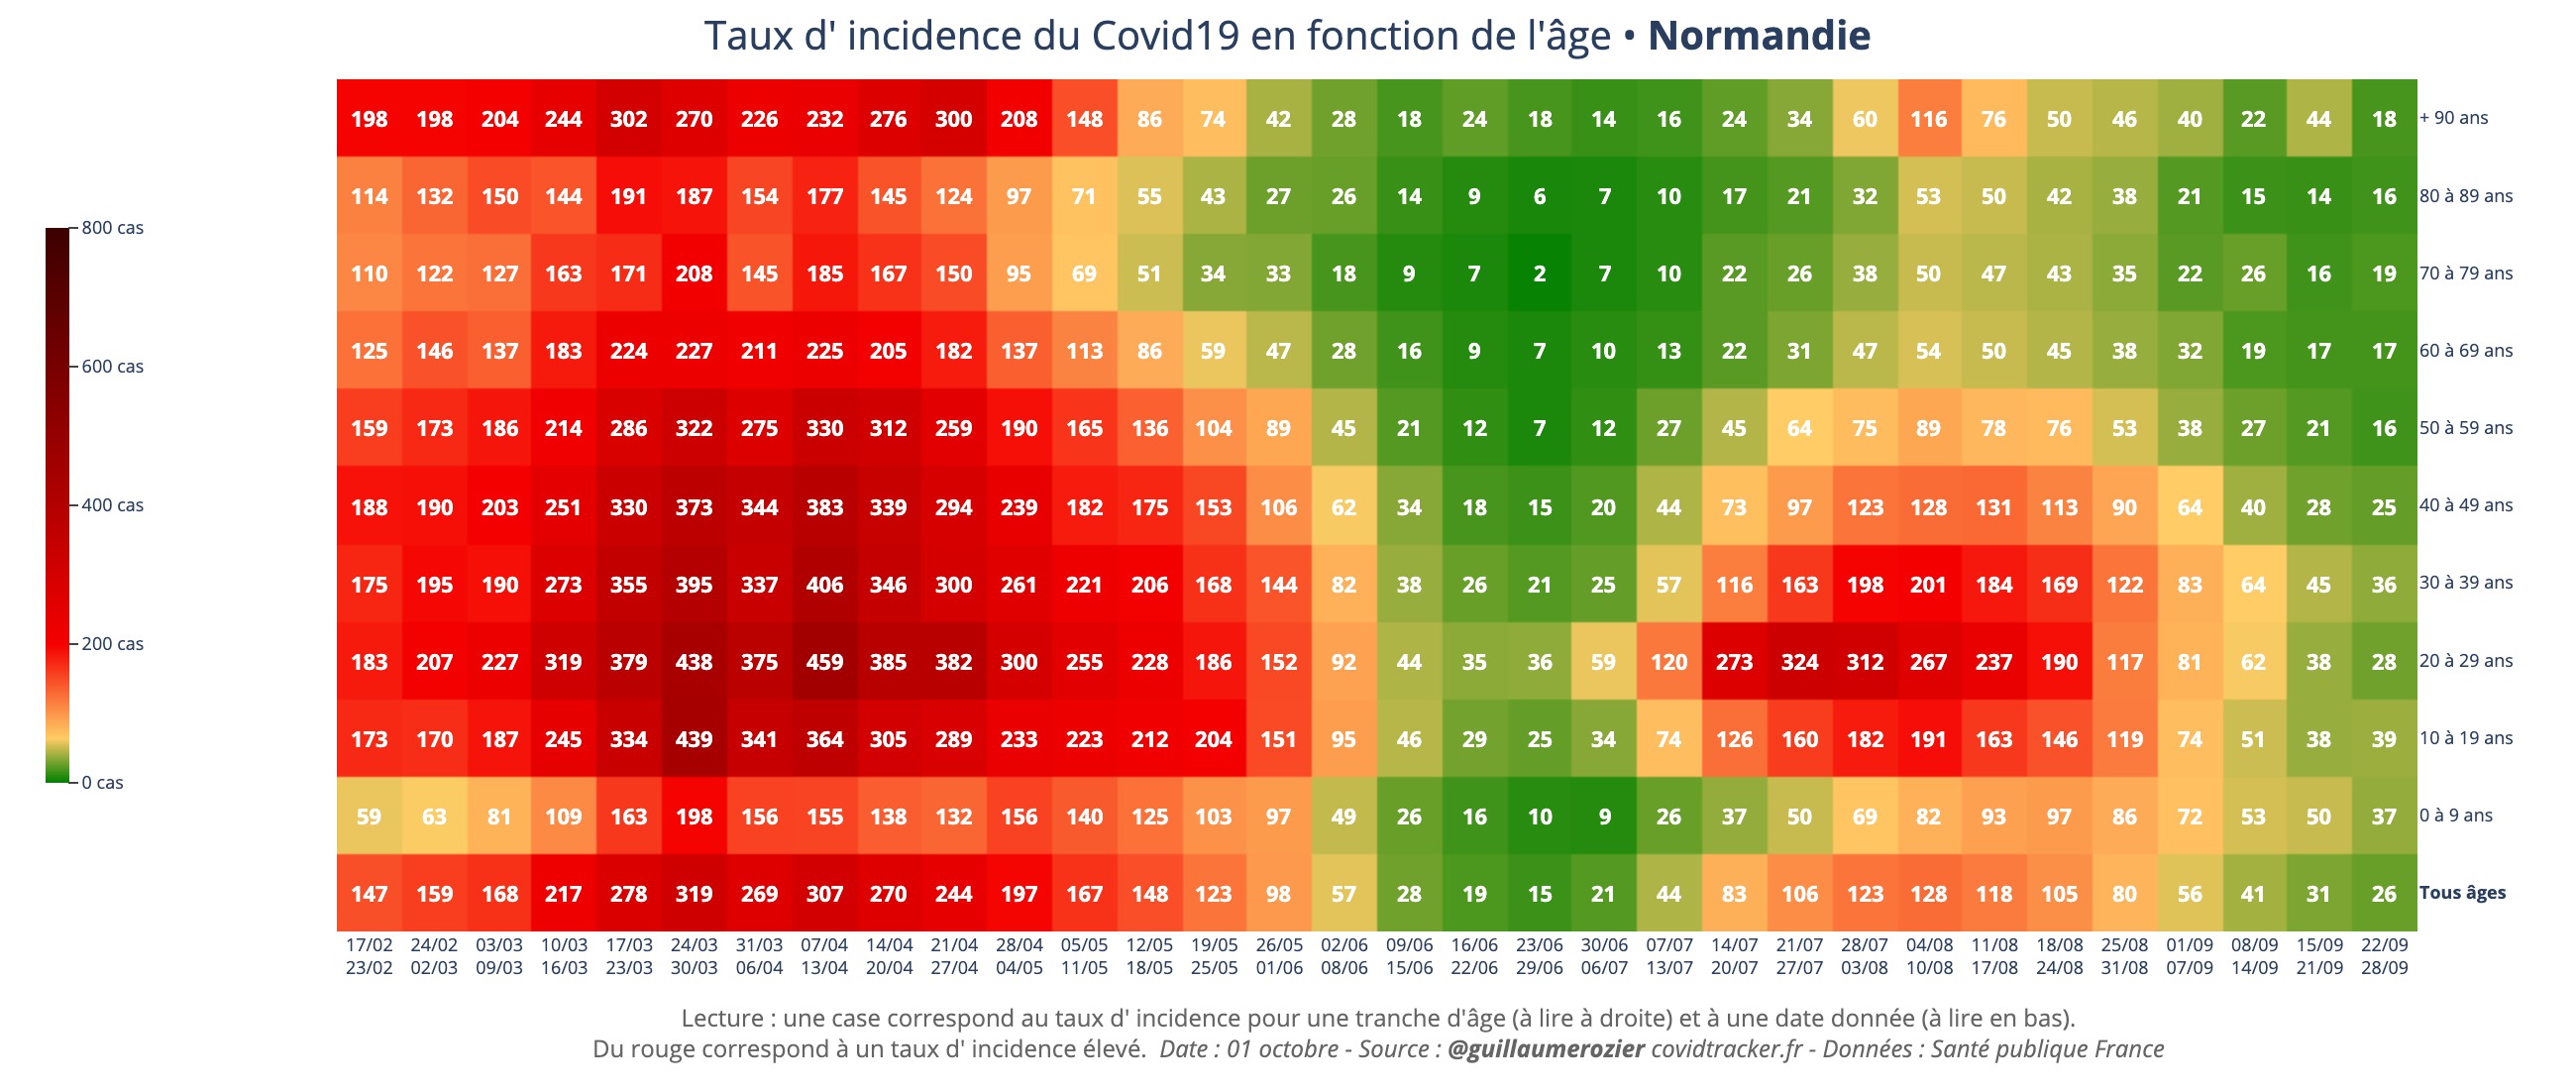 Taux d' incidence du Covid19 en fonction de l'âge • Normandie
198 198 204 244 302 270 226 232 276 300 208 148 86 74 42 28 18 24 18 14 16 24 34 60 116 76 50 46 40 22 44 18 + 90 ans
114 132 150 144 191 187 154 177 145 124 97 71 55 43 27 26 14 9 6 7 10 17 21 32 53 50 42 38 21 15 14 16 80 à 89 ans
800 cas
110 122 127 163 171 208 145 185 167 150 95 69 51 34 33 18 9 7 2 7 10 22 26 38 50 47 43 35 22 26 16 19 70 à 79 ans
125 146 137 183 224 227 211 225 205 182 137 113 86 59 47 28 16 9 7 10 13 22 31 47 54 50 45 38 32 19 17 17 60 à 69 ans
600 cas
159 173 186 214 286 322 275 330 312 259 190 165 136 104 89 45 21 12 7 12 27 45 64 75 89 78 76 53 38 27 21 16 50 à 59 ans
400 cas
188 190 203 251 330 373 344 383 339 294 239 182 175 153 106 62 34 18 15 20 44 73 97 123 128 131 113 90 64 40 28 25 40 à 49 ans
175 195 190 273 355 395 337 406 346 300 261 221 206 168 144 82 38 26 21 25 57 116 163 198 201 184 169 122 83 64 45 36 30 à 39 ans
200 cas
183 207 227 319 379 438 375 459 385 382 300 255 228 186 152 92 44 35 36 59 120 273 324 312 267 237 190 117 81 62 38 28 20 à 29 ans
173 170 187 245 334 439 341 364 305 289 233 223 212 204 151 95 46 29 25 34 74 126 160 182 191 163 146 119 74 51 38 39 10 à 19 ans
0 cas
59 63 81 109 163 198 156 155 138 132 156 140 125 103 97 49 26 16 10 9 26 37 50 69 82 93 97 86 72 53 50 37 0 à 9 ans
147 159 168 217 278 319 269 307 270 244 197 167 148 123 98 57 28 19 15 21 44 83 106 123 128 118 105 80 56 41 31 26 Tous âges
17/02 24/02 03/03 10/03 17/03 24/03 31/03 07/04 14/04 21/04 28/04 05/05 12/05 19/05 26/05 02/06 09/06 16/06 23/06 30/06 07/07 14/07 21/07 28/07 04/08 11/08 18/08 25/08 01/09 08/09 15/09 22/09
23/02 02/03 09/03 16/03 23/03 30/03 06/04 13/04 20/04 27/04 04/05 11/05 18/05 25/05 01/06 08/06 15/06 22/06 29/06 06/07 13/07 20/07 27/07 03/08 10/08 17/08 24/08 31/08 07/09 14/09 21/09 28/09
Lecture : une case correspond au taux d' incidence pour une tranche d'âge (à lire à droite) et à une date donnée (à lire en bas).
Du rouge correspond à un taux d' incidence élevé. Date : 01 octobre - Source : @guillaumerozier covidtracker.fr - Données : Santé publique France